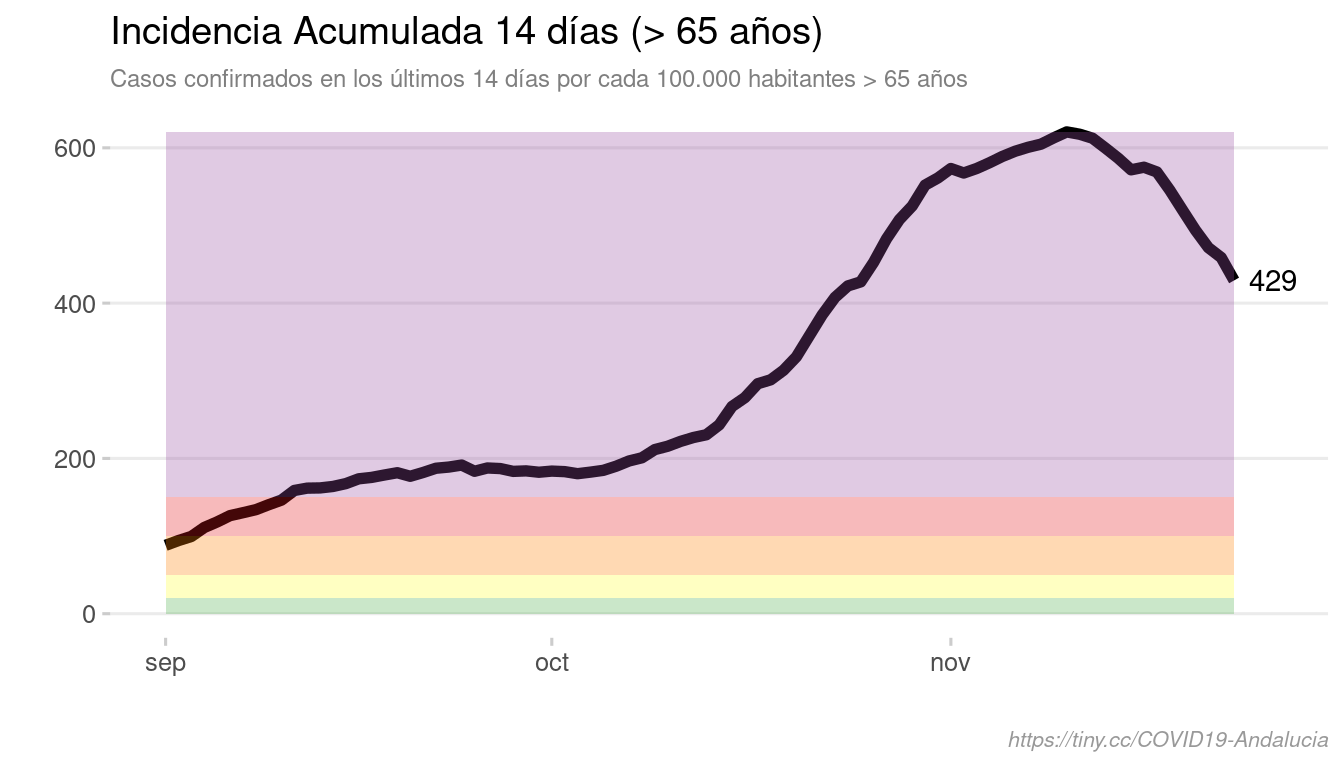 Incidencia Acumulada 14 días (> 65 años)
Casos confirmados en los últimos 14 días por cada 100.000 habitantes > 65 años
600
400
200
0
429
sep oct nov
https://tiny.cc/COVID19-Andalucia